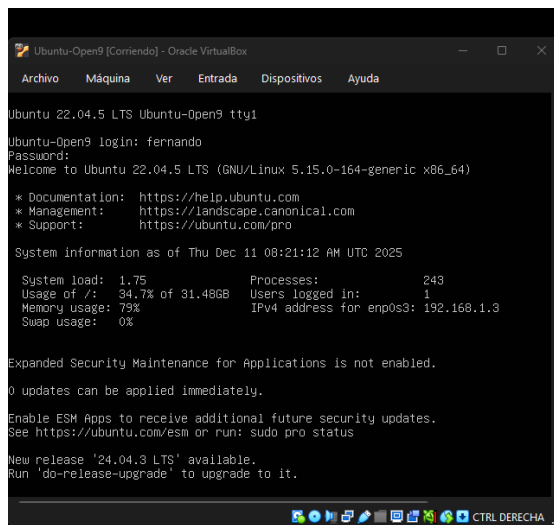 Ubuntu-Open9 [Corriendo] - Oracle VirtualBox
Archivo Máquina Ver Entrada Dispositivos Ayuda
Ubuntu 22.04.5 LTS Ubuntu-Open9 tty1
Ubuntu-Open9 login: fernando
Password:
Welcome to Ubuntu 22.04.5 LTS (GNU/Linux 5.15.0-164-generic x86_64)
* Documentation: https://help.ubuntu.com
* Management: https://landscape.canonical.com
* Support: https://ubuntu.com/pro
System information as of Thu Dec 11 08:21:12 AM UTC 2025
System load: 1.75 Processes: 243
Usage of /: 34.7% of 31.48GB Users logged in: 1
Memory usage: 79% IPv4 address for enp0s3: 192.168.1.3
Swap usage: 0%
Expanded Security Maintenance for Applications is not enabled.
0 updates can be applied immediately.
Enable ESM Apps to receive additional future security updates.
See https://ubuntu.com/esm or run: sudo pro status
New release '24.04.3 LTS' available.
Run 'do-release-upgrade' to upgrade to it.
CTRL DERECHA